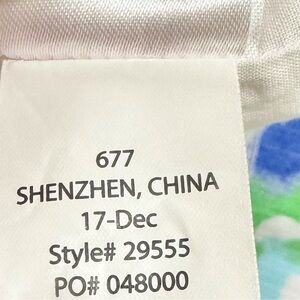 677
SHENZHEN, CHINA
17-Dec
Style# 29555
PO# 048000